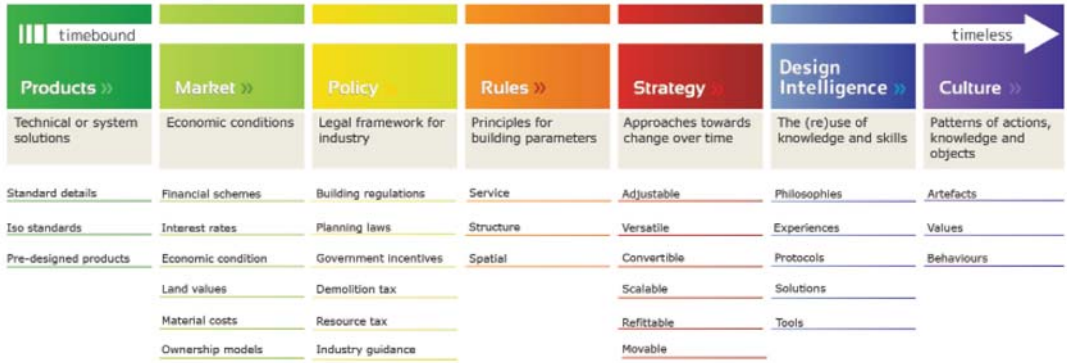 timebound
timeless
Products »
Market »
Policy »
Rules »
Strategy »
Design
Intelligence »
Culture »
Technical or system
solutions
Economic conditions
Legal framework for
industry
Principles for
building parameters
Approaches towards
change over time
The (re)use of
knowledge and skills
Patterns of actions,
knowledge and
objects
Standard details
Financial schemes
Building regulations
Service
Adjustable
Philosophies
Artefacts
Iso standards
Interest rates
Planning laws
Structure
Versatile
Experiences
Values
Pre-designed products
Economic condition
Government incentives
Spatial
Convertible
Protocols
Behaviours
Land values
Demolition tax
Scalable
Solutions
Material costs
Resource tax
Refittable
Tools
Ownership models
Industry guidance
Movable